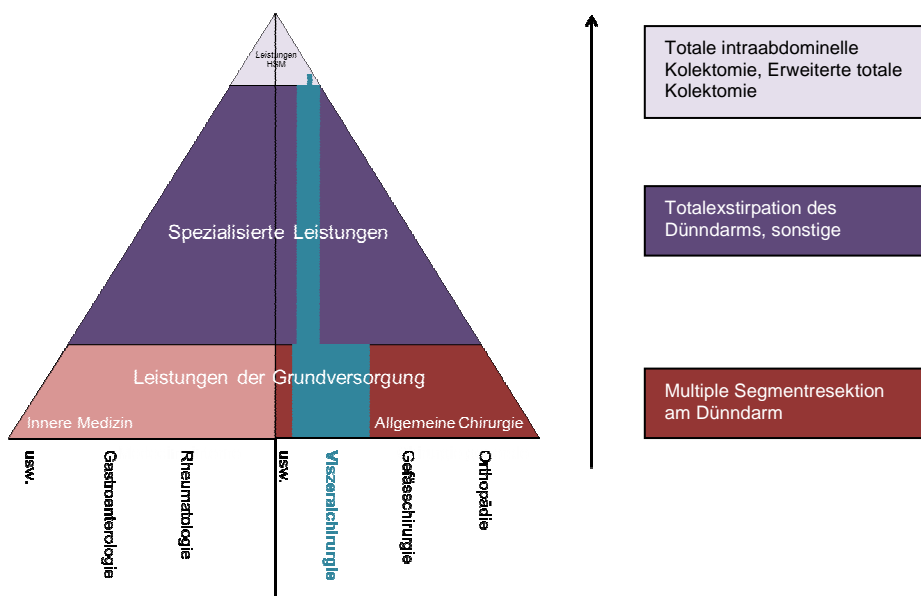 Leistungen
HSM
Spezialisierte Leistungen
Leistungen der Grundversorgung
Innere Medizin
Allgemeine Chirurgie
usw.
Gastroenterologie
Rheumatologie
usw.
Viszeralchirurgie
Gefässchirurgie
Orthopädie
Totale intraabdominelle
Kolektomie, Erweiterte totale
Kolektomie
Totalexstirpation des
Dünndarms, sonstige
Multiple Segmentresektion
am Dünndarm